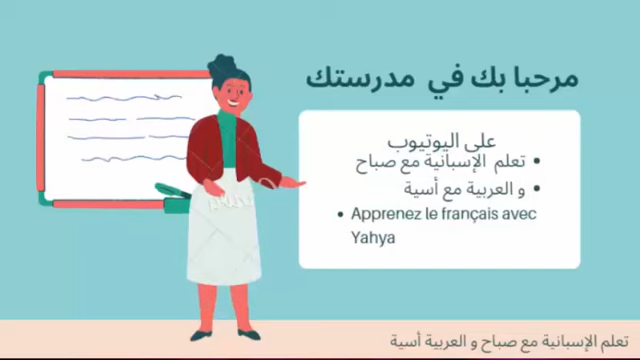 مرحبا بك في مدرستك
على اليوتيوب
تعلم الإسبانية مع صباح
و العربية مع أسية
Apprenez le français avec
Yahya
تعلم الإسبانية مع صباح و العربية أسية